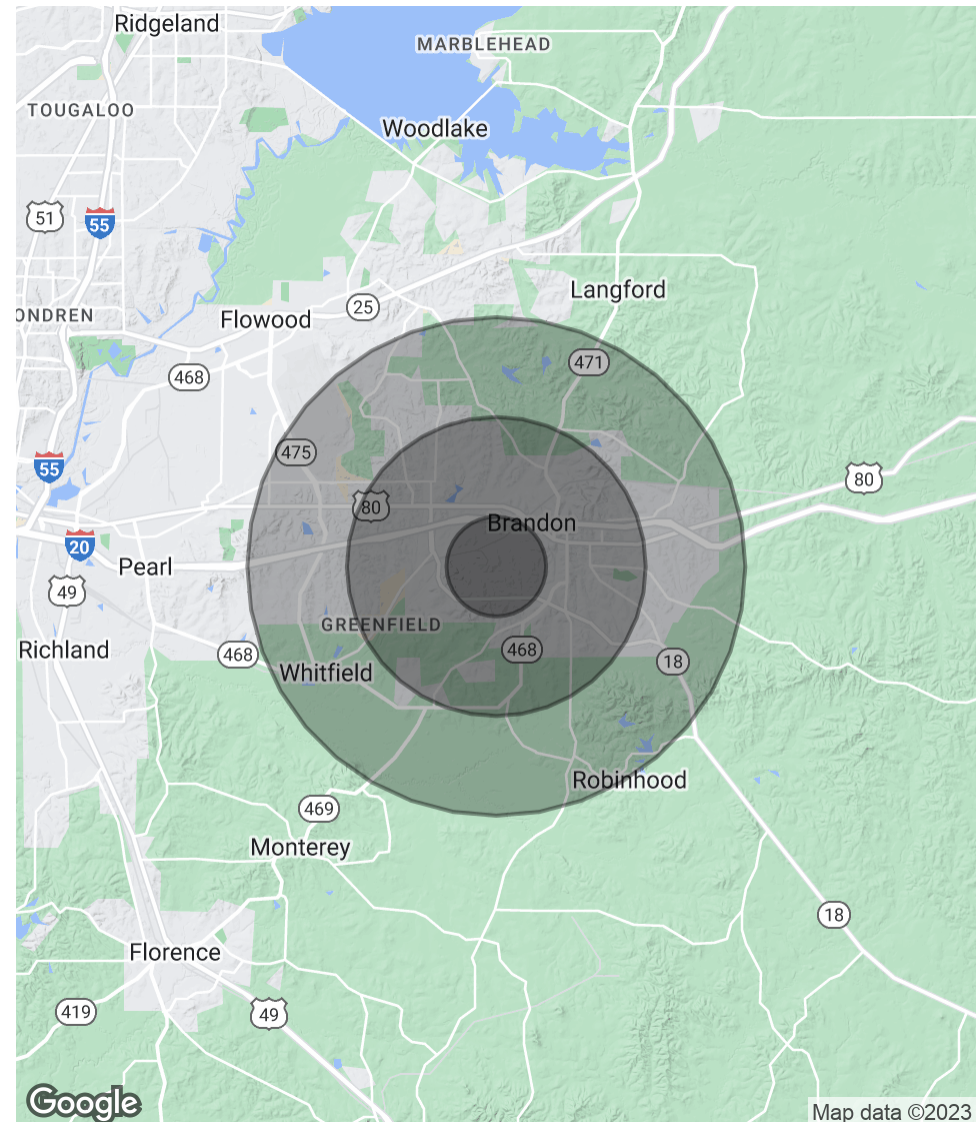 Ridgeland
MARBLEHEAD
TOUGALOO
Woodlake
51
55
Langford
25
ONDREN
Flowood
471
468
475
55
80
80
Brandon
20
Pearl
49
GREENFIELD
Richland
468
468
18
Whitfield
Robinhood
469
Monterey
18
Florence
419
49
Google
Map data ©2023